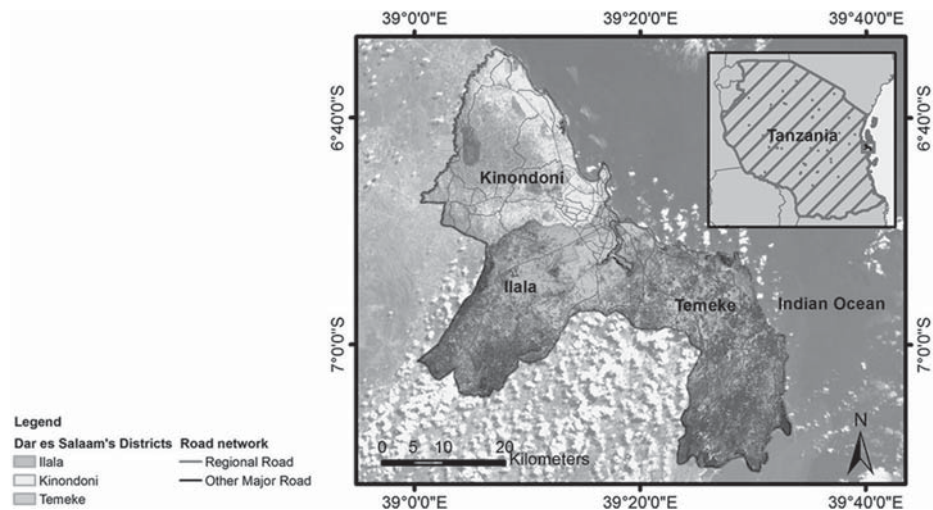 39°0'0"E 39°20'0"E 39°40'0"E
6°40'0"S 6°40'0"S
Tanzania
Kinondoni
Ilala
Temeke
Indian Ocean
7°0'0"S 7°0'0"S
N
0 5 10 20
Kilometers
39°0'0"E 39°20'0"E 39°40'0"E
Legend
Dar es Salaam's Districts Road network
Ilala Regional Road
Kinondoni Other Major Road
Temeke